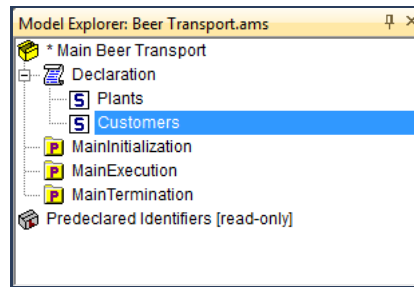 Model Explorer: Beer Transport.ams
* Main Beer Transport
Declaration
S Plants
S Customers
P MainInitialization
P MainExecution
P MainTermination
Predeclared Identifiers [read-only]